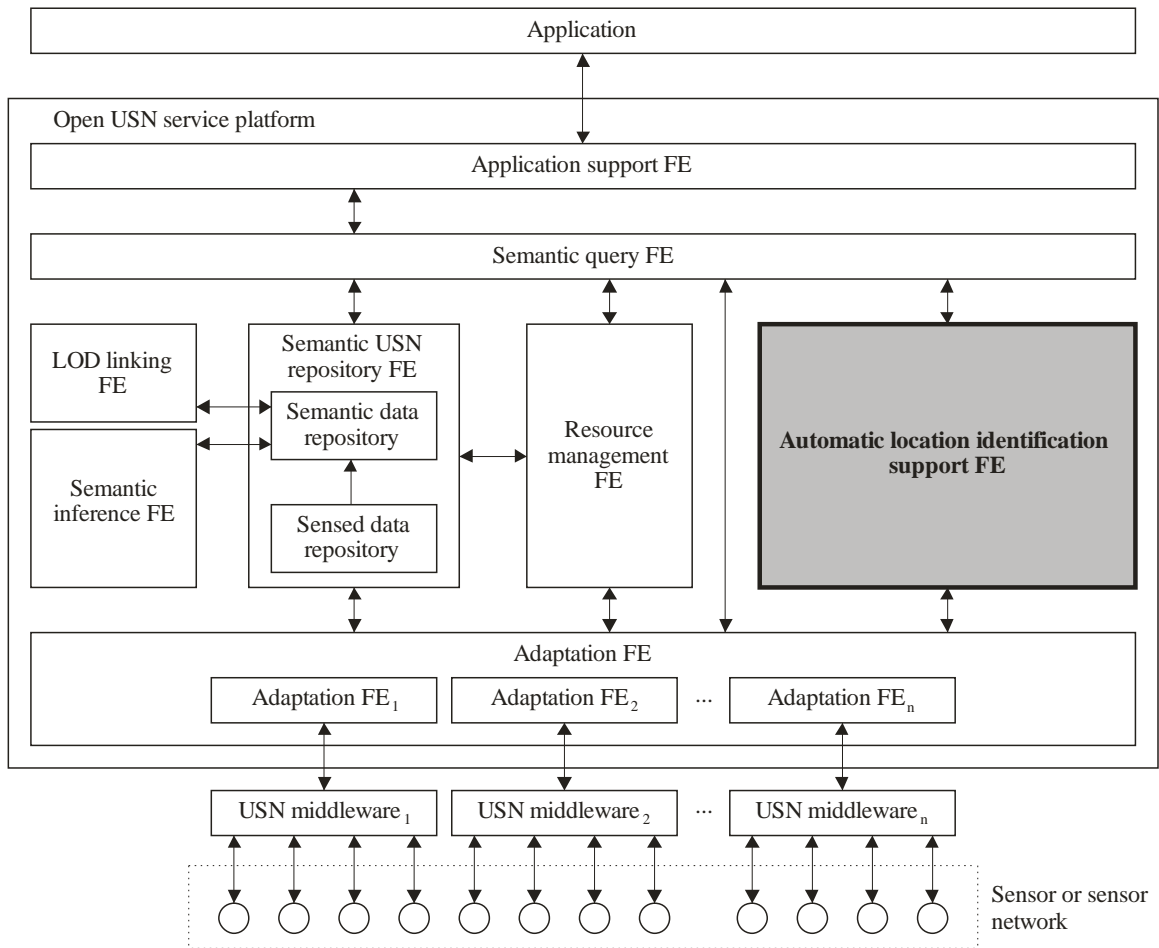 Application
Open USN service platform
Application support FE
Semantic query FE
LOD linking
FE
Semantic
inference FE
Semantic USN
repository FE
Semantic data
repository
Sensed data
repository
Resource
management
FE
Automatic location identification
support FE
Adaptation FE
Adaptation FE1
Adaptation FE2
...
Adaptation FEn
USN middleware1
USN middleware2
...
USN middlewaren
Sensor or sensor
network